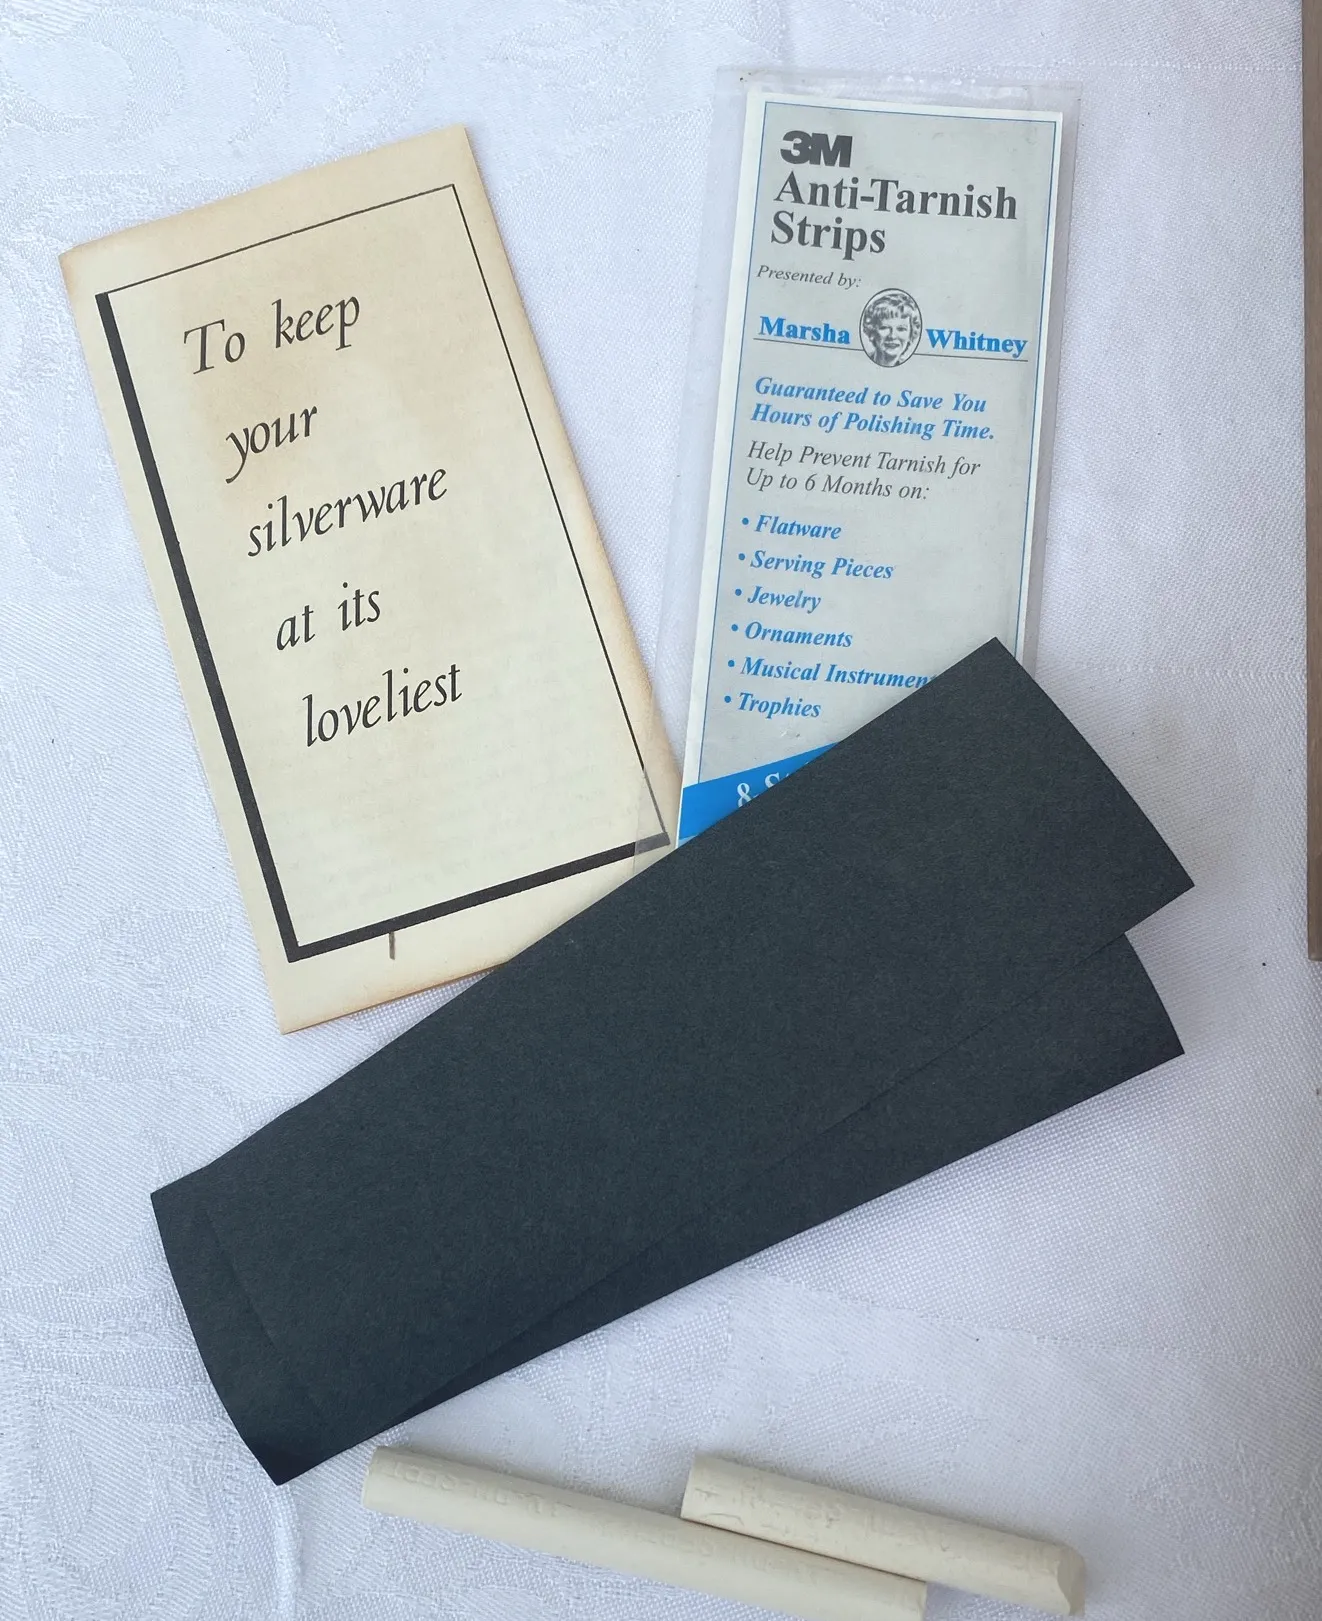 To keep
your
silverware
at its
loveliest
3M
Anti-Tarnish
Strips
Presented by:
Marsha Whitney
Guaranteed to Save You
Hours of Polishing Time.
Help Prevent Tarnish for
Up to 6 Months on:
• Flatware
• Serving Pieces
• Jewelry
• Ornaments
• Musical
• Trophies
&